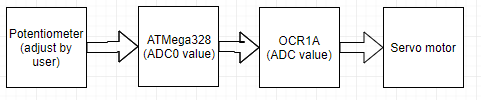 Potentiometer
(adjust by
user)
ATMega328
(ADC0 value)
OCR1A
(ADC value)
Servo motor